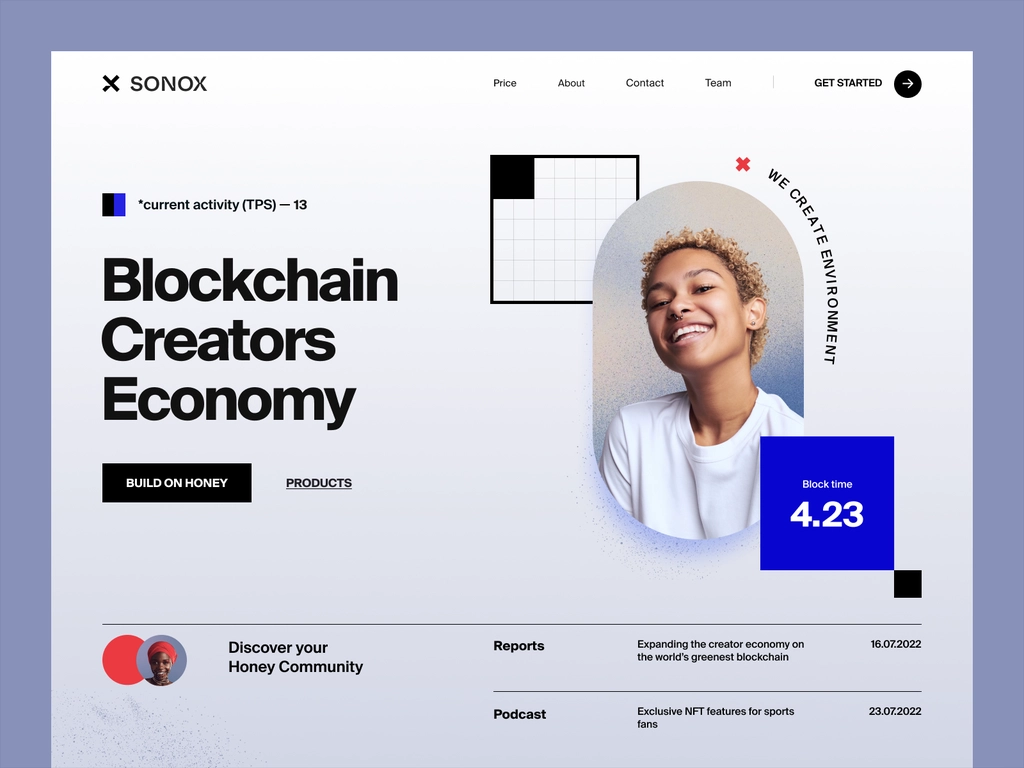 SONOX
Price
About
Contact
Team
GET STARTED
*current activity (TPS) — 13
WE CREATE ENVIRONMENT
Blockchain
Creators
Economy
BUILD ON HONEY
PRODUCTS
Block time
4.23
Discover your
Honey Community
Reports
Expanding the creator economy on
the world's greenest blockchain
16.07.2022
Podcast
Exclusive NFT features for sports
fans
23.07.2022